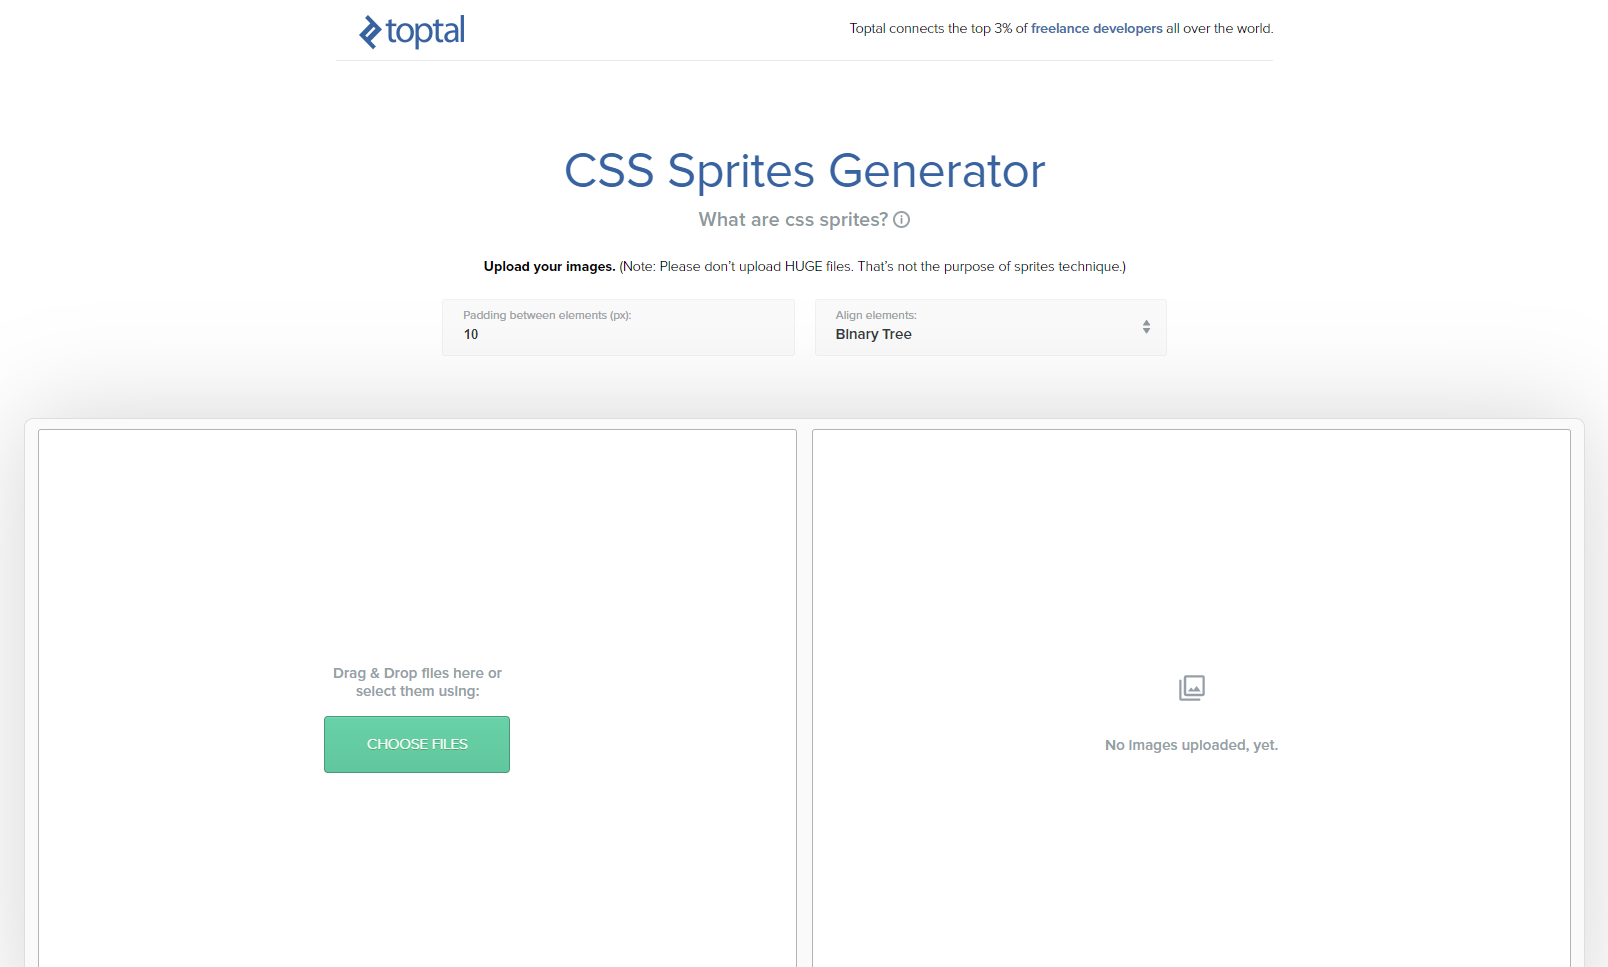 toptal
Toptal connects the top 3% of freelance developers all over the world.
CSS Sprites Generator
What are css sprites?
Upload your images. (Note: Please don't upload HUGE files. That's not the purpose of sprites technique.)
Padding between elements (px):
10
Align elements:
Binary Tree
Drag & Drop files here or
select them using:
CHOOSE FILES
No images uploaded, yet.